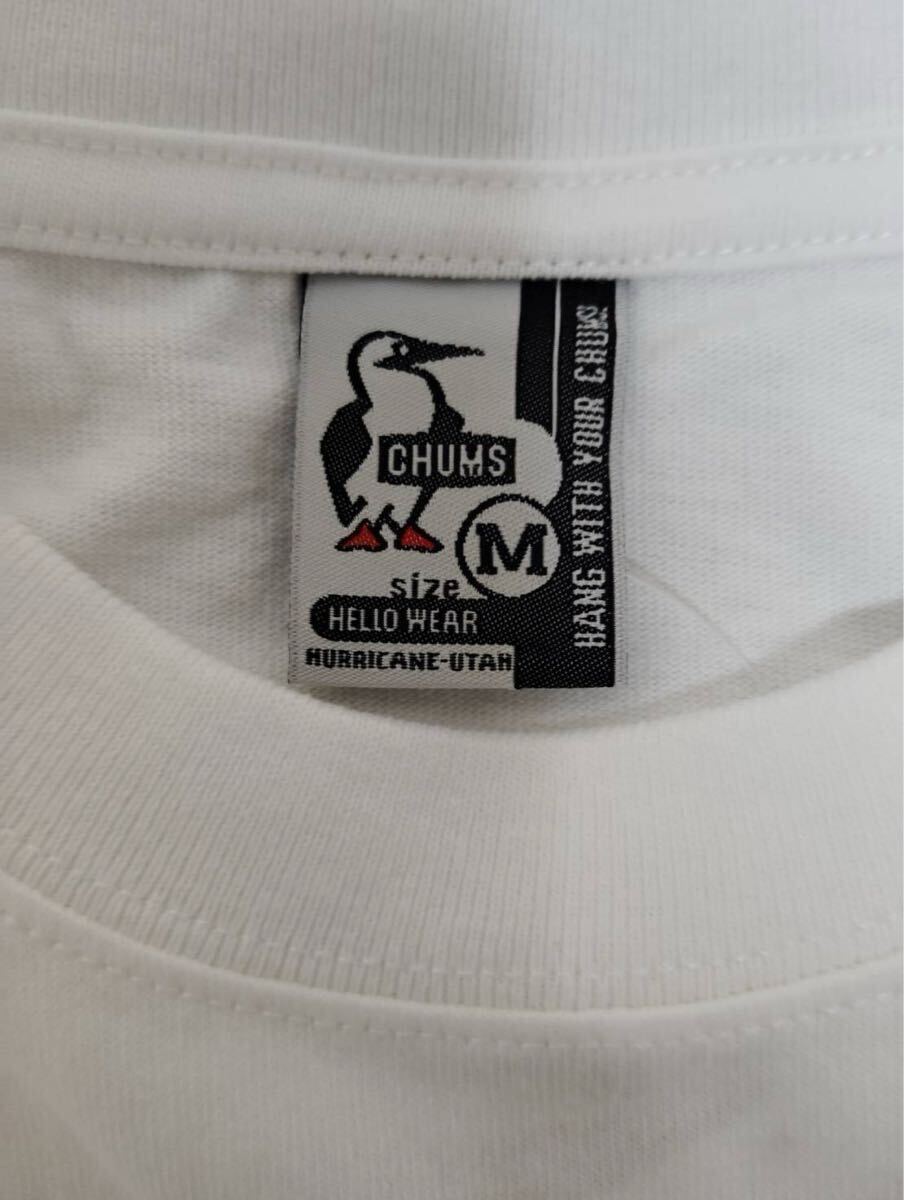 CHUMS
M
size
HELLO WEAR
HURRICANE-UTAH
HANG WITH YOUR CHUMS